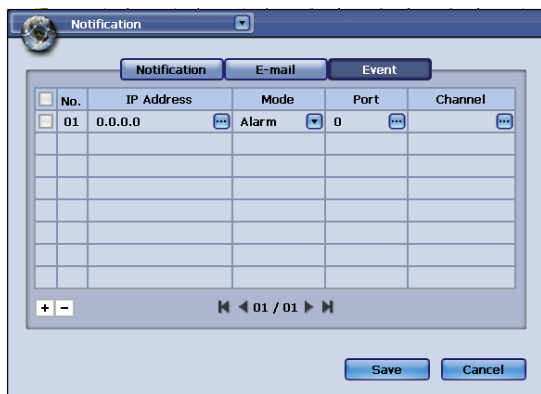 Notification
Notification E-mail Event
No. IP Address Mode Port Channel
01 0.0.0.0 ... Alarm 0 ... ...
+ - 01 / 01
Save Cancel